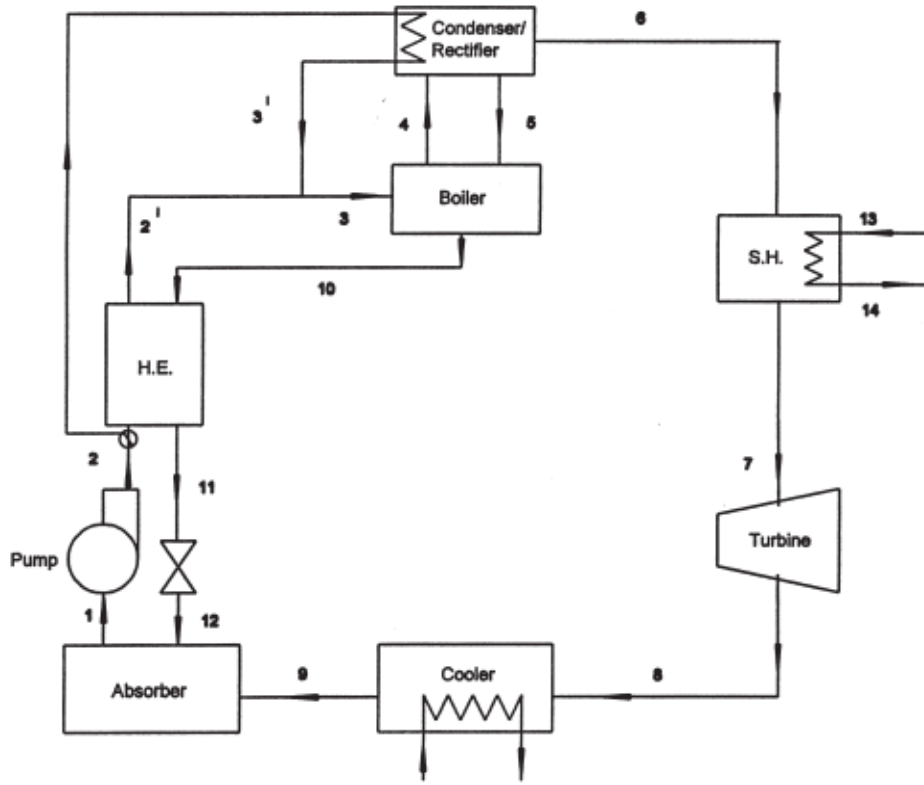 6
Condenser/
Rectifier
3'
4
5
13
Boiler
2'
3
S.H.
10
14
H.E.
2
11
7
Turbine
Pump
1
12
9
Cooler
8
Absorber